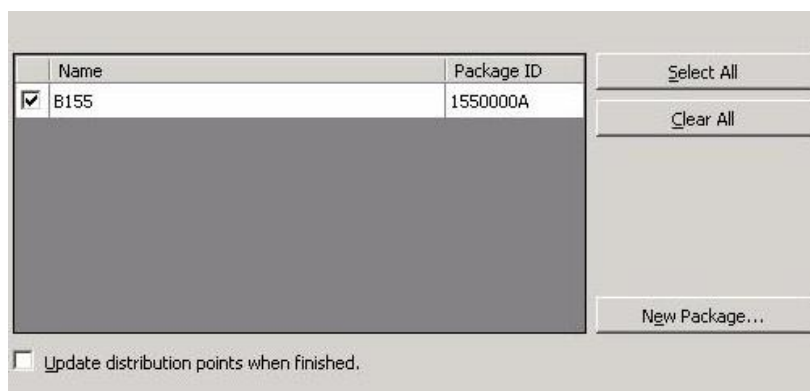 Name Package ID Select All
B155 1550000A
Clear All
New Package...
Update distribution points when finished.